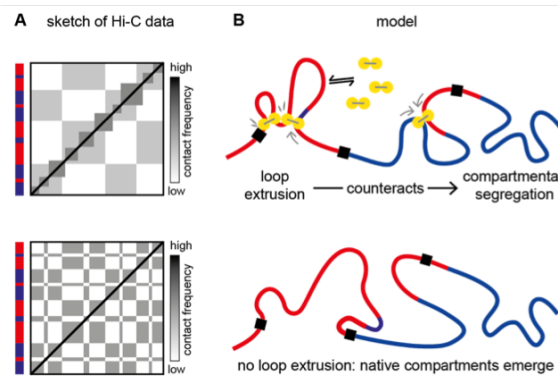 A sketch of Hi-C data
high
contact frequency
low
high
contact frequency
low
B model
loop extrusion
counteracts
compartmental segregation
no loop extrusion: native compartments emerge